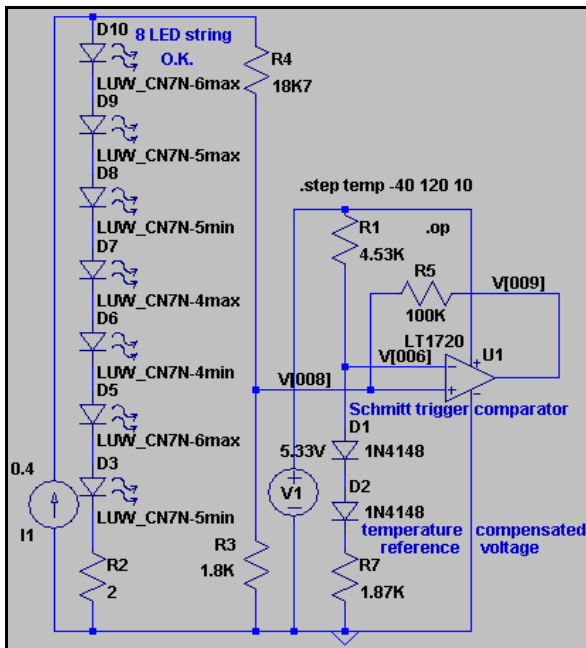 D10
8 LED string
O.K.
LUW_CN7N-6max
D9
LUW_CN7N-5max
D8
LUW_CN7N-5min
D7
LUW_CN7N-4max
D6
LUW_CN7N-4min
D5
LUW_CN7N-6max
D3
LUW_CN7N-5min
0.4
I1
R2
2
R4
18K7
R3
1.8K
.step temp -40 120 10
.op
R1
4.53K
R5
100K
V[009]
LT1720
U1
V[006]
V[008]
Schmitt trigger comparator
5.33V
V1
D1
1N4148
D2
1N4148
temperature compensated
reference voltage
R7
1.87K